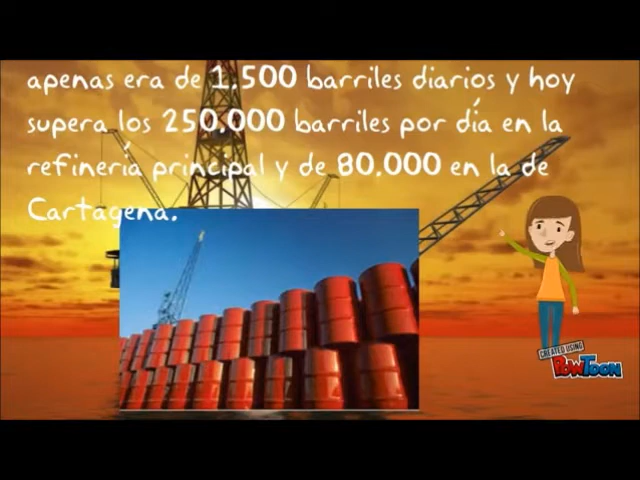 apenas era de 1.500 barriles diarios y hoy
supera los 250.000 barriles por día en la
refinería principal y de 80.000 en la de
Cartagena.
CREATED USING
POWTOON